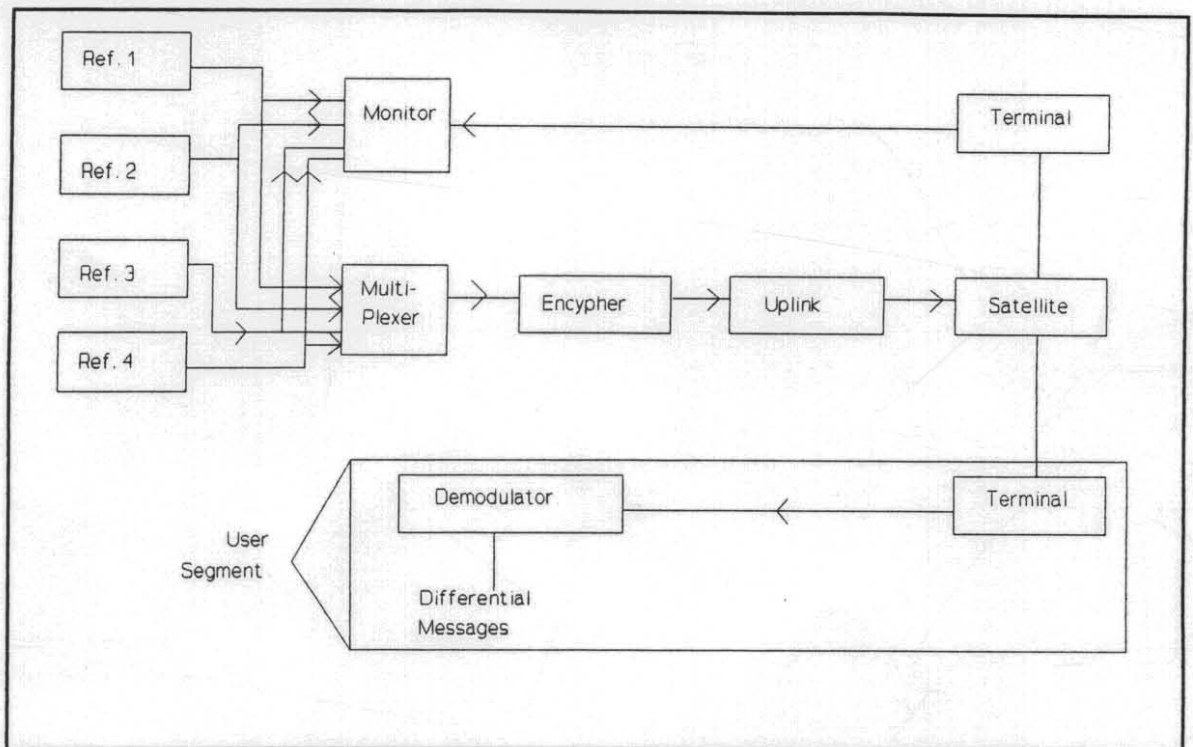 Ref. 1
Ref. 2
Ref. 3
Ref. 4
Monitor
Multi-
Plexer
Encypher
Uplink
Terminal
Satellite
Terminal
Demodulator
Differential
Messages
User
Segment